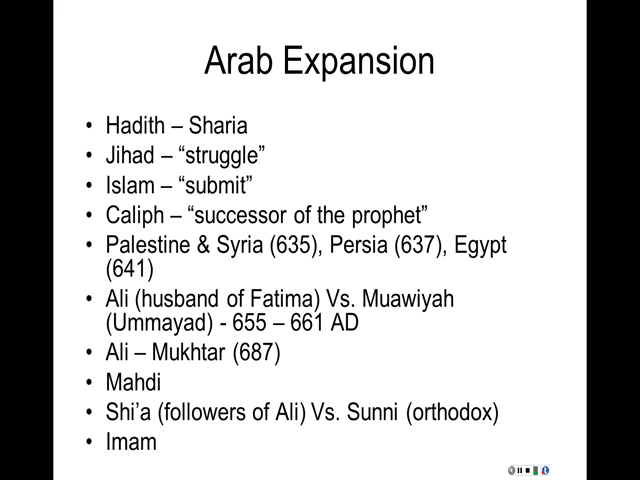 Arab Expansion
• Hadith – Sharia
• Jihad – “struggle”
• Islam – “submit”
• Caliph – “successor of the prophet”
• Palestine & Syria (635), Persia (637), Egypt
(641)
• Ali (husband of Fatima) Vs. Muawiyah
(Ummayad) - 655 – 661 AD
• Ali – Mukhtar (687)
• Mahdi
• Shi’a (followers of Ali) Vs. Sunni (orthodox)
• Imam